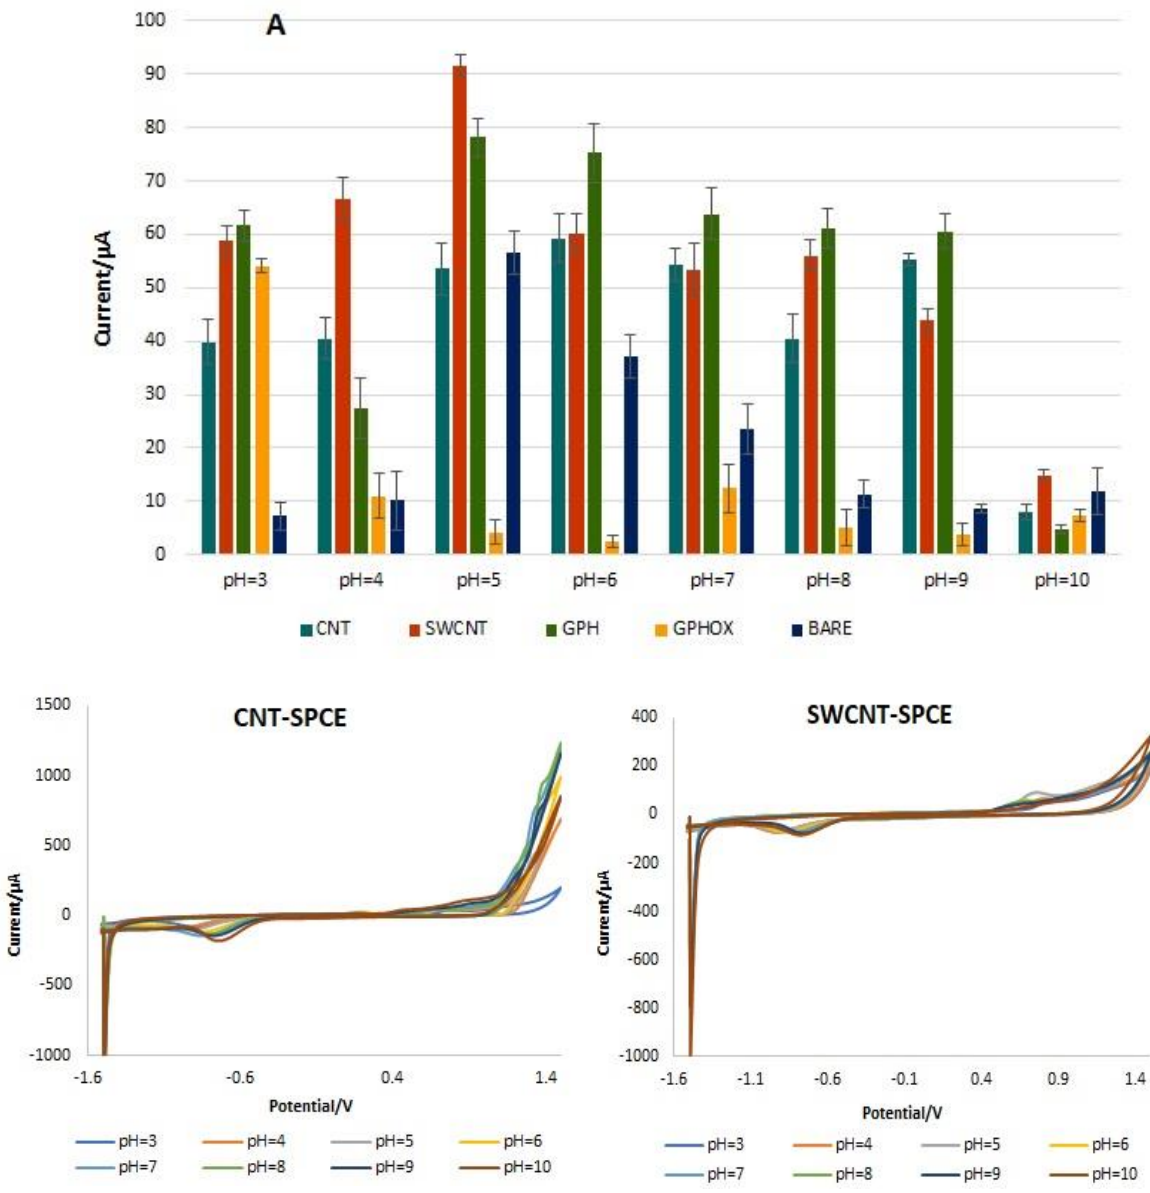 A
100
90
80
70
60
50
40
30
20
10
0
Current/µA
pH=3 pH=4 pH=5 pH=6 pH=7 pH=8 pH=9 pH=10
CNT SWCNT GPH GPHOX BARE
CNT-SPCE
1500
1000
500
0
-500
-1000
Current/µA
-1.6 -0.6 0.4 1.4
Potential/V
pH=3 pH=4 pH=5 pH=6
pH=7 pH=8 pH=9 pH=10
SWCNT-SPCE
400
200
0
-200
-400
-600
-800
-1000
Current/µA
-1.6 -1.1 -0.6 -0.1 0.4 0.9 1.4
Potential/V
pH=3 pH=4 pH=5 pH=6
pH=7 pH=8 pH=9 pH=10